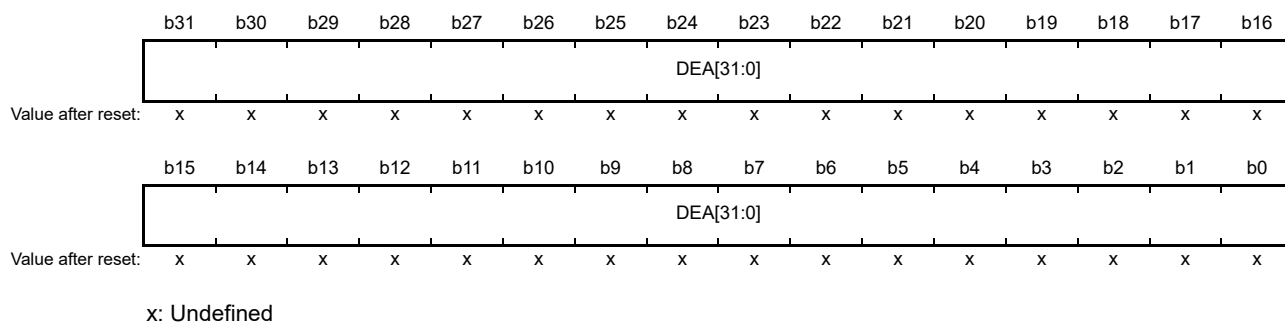 b31 b30 b29 b28 b27 b26 b25 b24 b23 b22 b21 b20 b19 b18 b17 b16
DEA[31:0]
Value after reset: x x x x x x x x x x x x x x x x
b15 b14 b13 b12 b11 b10 b9 b8 b7 b6 b5 b4 b3 b2 b1 b0
DEA[31:0]
Value after reset: x x x x x x x x x x x x x x x x
x: Undefined